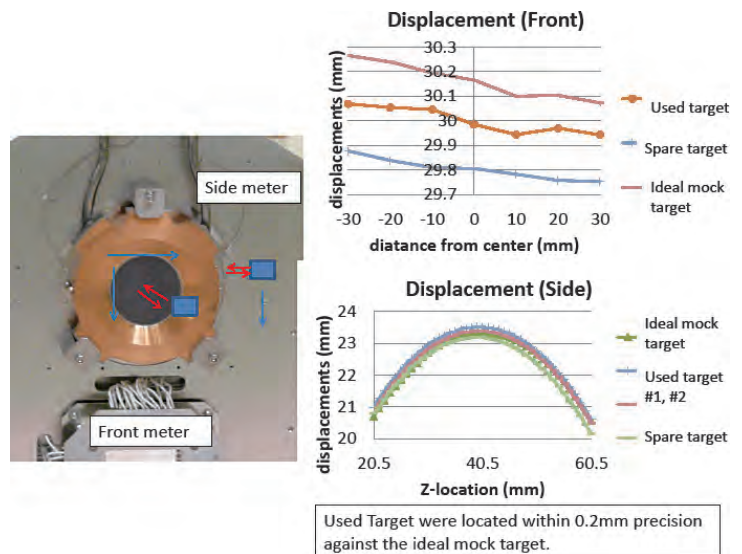 Side meter
Front meter
Displacement (Front)
displacements (mm)
30.3
30.2
30.1
30
29.9
29.8
29.7
-30 -20 -10 0 10 20 30
diatance from center (mm)
Used target
Spare target
Ideal mock
target
Displacement (Side)
displacements (mm)
24
23
22
21
20
20.5 40.5 60.5
Z-location (mm)
Ideal mock
target
Used target
#1, #2
Spare target
Used Target were located within 0.2mm precision
against the ideal mock target.